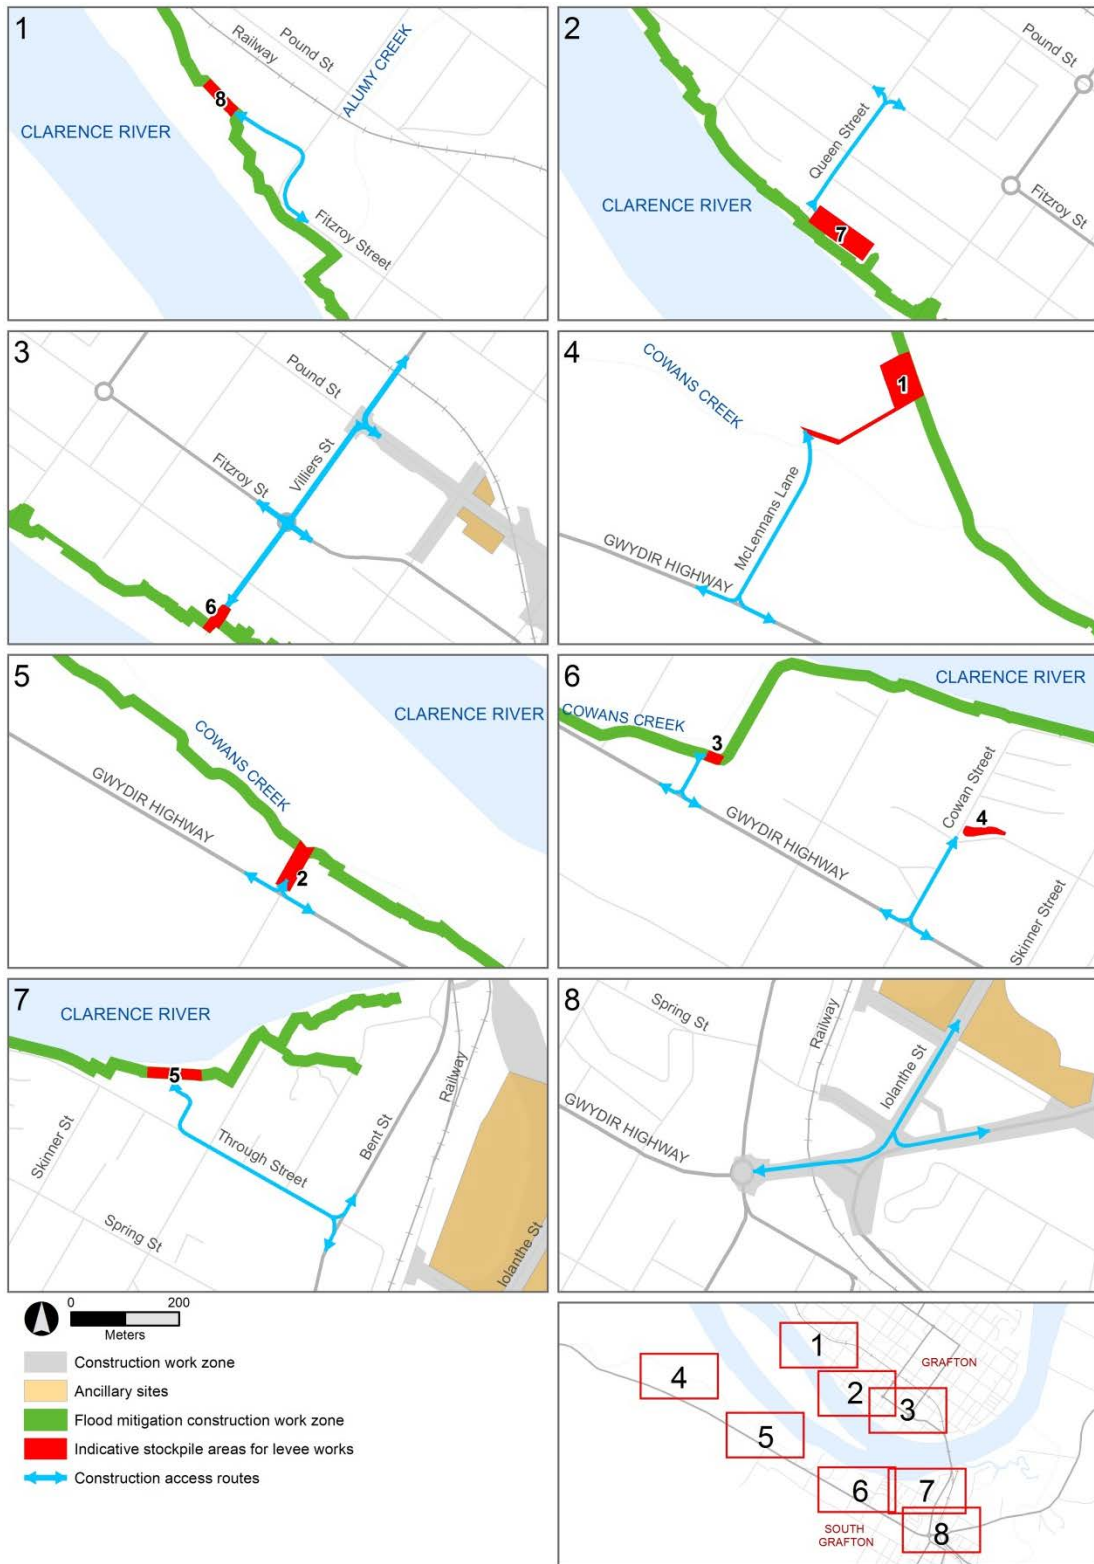 1
Railway
Pound St
ALUMY CREEK
8
CLARENCE RIVER
Fitzroy Street
2
Pound St
Queen Street
CLARENCE RIVER
7
Fitzroy St
3
Pound St
Villiers St
Fitzroy St
6
4
COWANS CREEK
1
McLennans Lane
GWYDIR HIGHWAY
5
CLARENCE RIVER
COWANS CREEK
GWYDIR HIGHWAY
2
6
CLARENCE RIVER
COWANS CREEK
3
Cowan Street
4
GWYDIR HIGHWAY
Skinner Street
7
CLARENCE RIVER
5
Railway
Skinner St
Through Street
Bent St
Spring St
Iolanthe St
8
Spring St
Railway
Iolanthe St
GWYDIR HIGHWAY
0 200
Meters
Construction work zone
Ancillary sites
Flood mitigation construction work zone
Indicative stockpile areas for levee works
Construction access routes
1
GRAFTON
4
2
3
5
6
7
SOUTH
GRAFTON
8